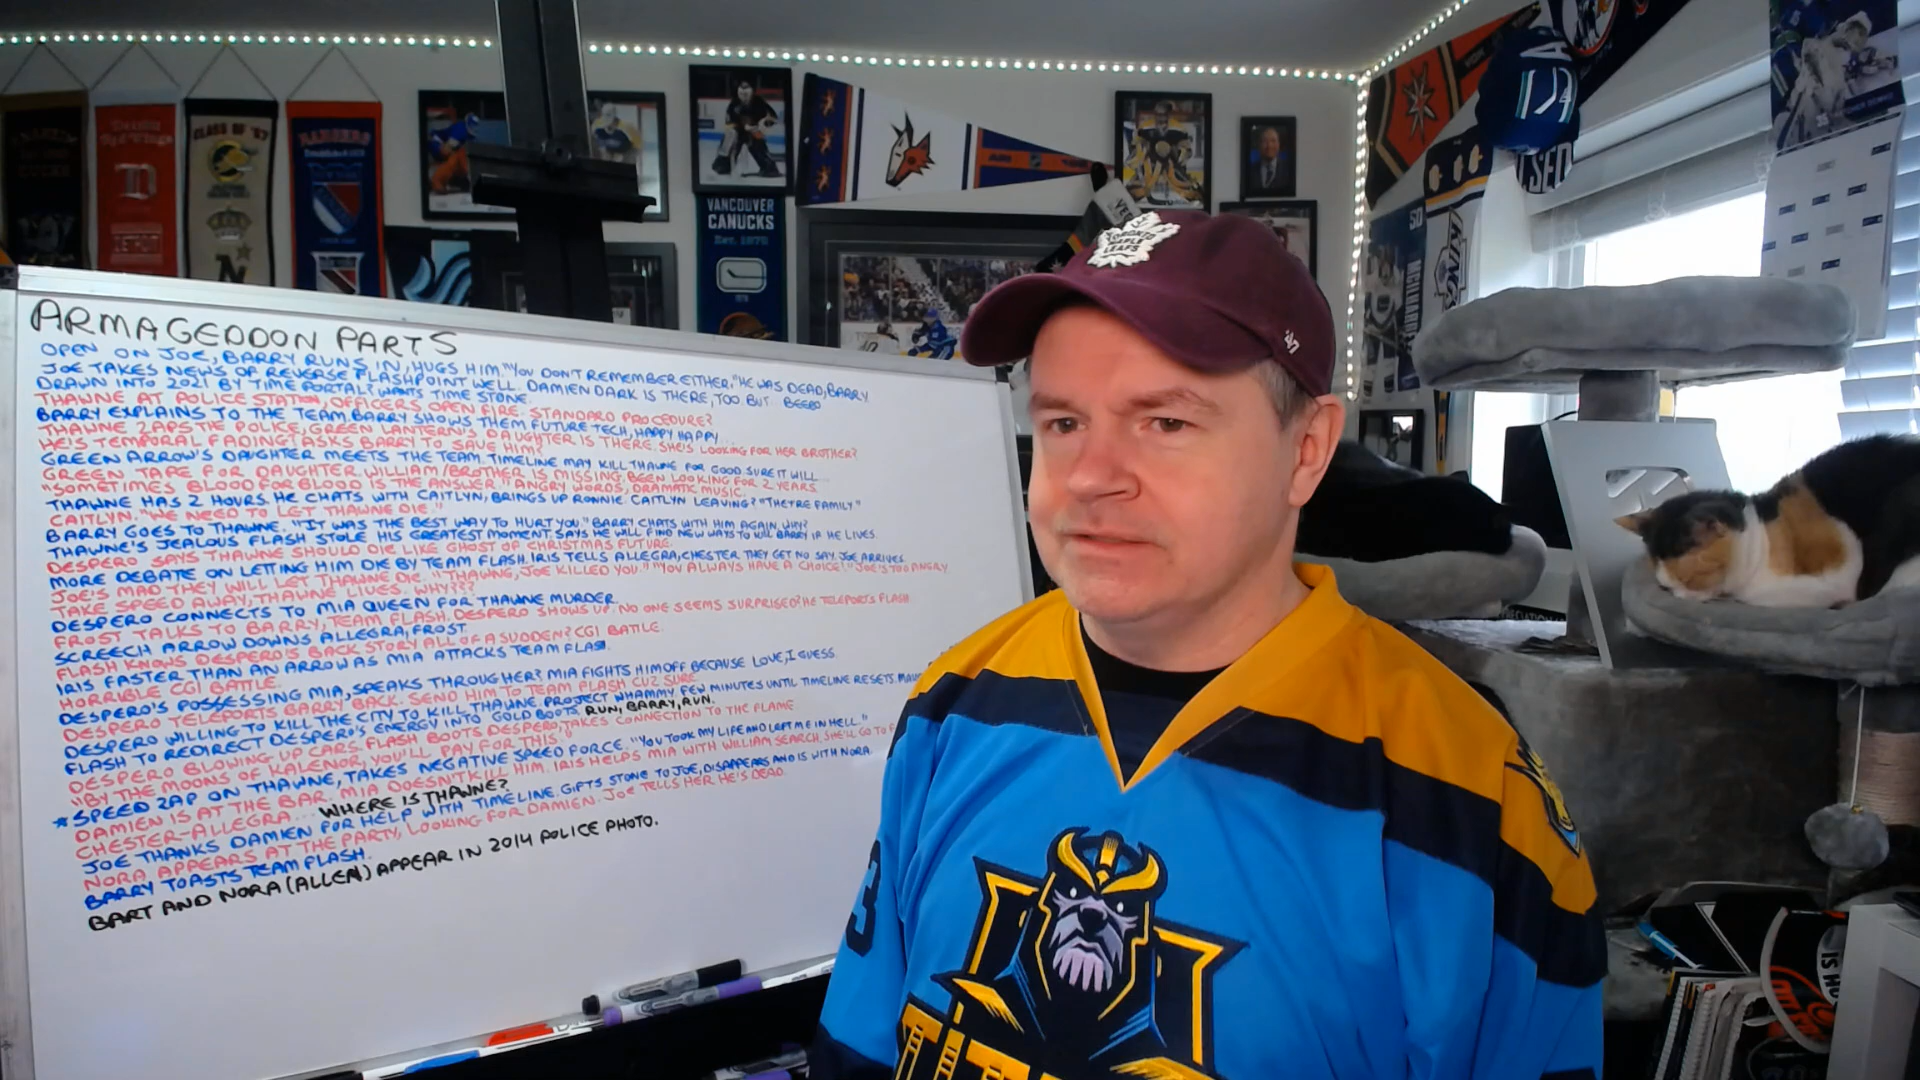 ARMAGEDDON PARTS
OPEN ON JOE, BARRY RUNS IN, HUGS HIM. "YOU DON'T REMEMBER EITHER." HE WAS DEAD, BARRY
JOE TAKES NEWS OF REVERSE FLASHPOINT WELL. DAMIEN DARK IS THERE, TOO BUT BEEBO
DRAWN INTO 2021 BY TIME PORTAL? WANTS TIME STONE.
THAWNE AT POLICE STATION, OFFICERS OPEN FIRE. STANDARD PROCEDURE?
BARRY EXPLAINS TO THE TEAM. BARRY SHOWS THEM FUTURE TECH, HAPPY HAPPY...
THAWNE ZAPS THE POLICE, GREEN LANTERN'S DAUGHTER IS THERE. SHE'S LOOKING FOR HER BROTHER?
HE'S TEMPORAL FADING? ASKS BARRY TO SAVE HIM?
GREEN ARROW'S DAUGHTER MEETS THE TEAM. TIMELINE MAY KILL THAWNE FOR GOOD SURE IT WILL...
GREEN TAPE FOR DAUGHTER. WILLIAM/BROTHER IS MISSING. BEEN LOOKING FOR 2 YEARS.
"SOMETIMES BLOOD FOR BLOOD IS THE ANSWER." ANGRY WORDS, DRAMATIC MUSIC.
THAWNE HAS 2 HOURS. HE CHATS WITH CAITLYN, BRINGS UP RONNIE. CAITLYN LEAVING? "THEY'RE FAMILY"
CAITLYN. "WE NEED TO LET THAWNE DIE."
BARRY GOES TO THAWNE. "IT WAS THE BEST WAY TO HURT YOU." BARRY CHATS WITH HIM AGAIN. WHY?
THAWNE'S JEALOUS FLASH STOLE HIS GREATEST MOMENT. SAYS HE WILL FIND NEW WAYS TO KILL BARRY IF HE LIVES.
DESPERO SAYS THAWNE SHOULD DIE LIKE GHOST OF CHRISTMAS FUTURE.
MORE DEBATE ON LETTING HIM DIE BY TEAM FLASH. IRIS TELLS ALLEGRA, CHESTER THEY GET NO SAY. JOE ARRIVES.
JOE'S MAD THEY WILL LET THAWNE DIE. "THAWNE, JOE KILLED YOU." "YOU ALWAYS HAVE A CHOICE!" JOE'S TOO ANGRY
TAKE SPEED AWAY, THAWNE LIVES. WHY???
DESPERO CONNECTS TO MIA QUEEN FOR THAWNE MURDER.
FROST TALKS TO BARRY, TEAM FLASH. DESPERO SHOWS UP. NO ONE SEEMS SURPRISED? HE TELEPORTS FLASH
SCREECH ARROW DOWNS ALLEGRA, FROST.
FLASH KNOWS DESPERO'S BACK STORY ALL OF A SUDDEN? CGI BATTLE.
IRIS FASTER THAN AN ARROW AS MIA ATTACKS TEAM FLASH.
HORRIBLE CGI BATTLE.
DESPERO'S POSSESSING MIA, SPEAKS THROUGH HER? MIA FIGHTS HIM OFF BECAUSE LOVE, I GUESS.
DESPERO TELEPORTS BARRY BACK. SEND HIM TO TEAM FLASH CUZ SURE
DESPERO WILLING TO KILL THE CITY TO KILL THAWNE. PROJECT WHAMMY. FEW MINUTES UNTIL TIMELINE RESETS.
FLASH TO REDIRECT DESPERO'S ENERGY INTO GOLD BOOTS. RUN, BARRY, RUN.
DESPERO BLOWING UP CARS. FLASH BOOTS DESPERO, TAKES CONNECTION TO THE FLAME
"BY THE MOONS OF KALENOR, YOU'LL PAY FOR THIS."
*SPEED ZAP ON THAWNE, TAKES NEGATIVE SPEED FORCE. "YOU TOOK MY LIFE AND LEFT ME IN HELL."
DAMIEN IS AT THE BAR. MIA DOESN'T KILL HIM. IRIS HELPS MIA WITH WILLIAM SEARCH. SHE'LL GO TO
CHESTER-ALLEGRA... WHERE IS THAWNE?
JOE THANKS DAMIEN FOR HELP WITH TIMELINE. GIFTS STONE TO JOE, DISAPPEARS AND IS WITH NORA.
NORA APPEARS AT THE PARTY, LOOKING FOR DAMIEN. JOE TELLS HER HE'S DEAD.
BARRY TOASTS TEAM FLASH.
BART AND NORA (ALLEN) APPEAR IN 2014 POLICE PHOTO.
CLASS OF '67
RANGERS
VANCOUVER
CANUCKS
Est. 1970
TORONTO
MAPLE
LEAFS
'47
KINGS
3
TITANS